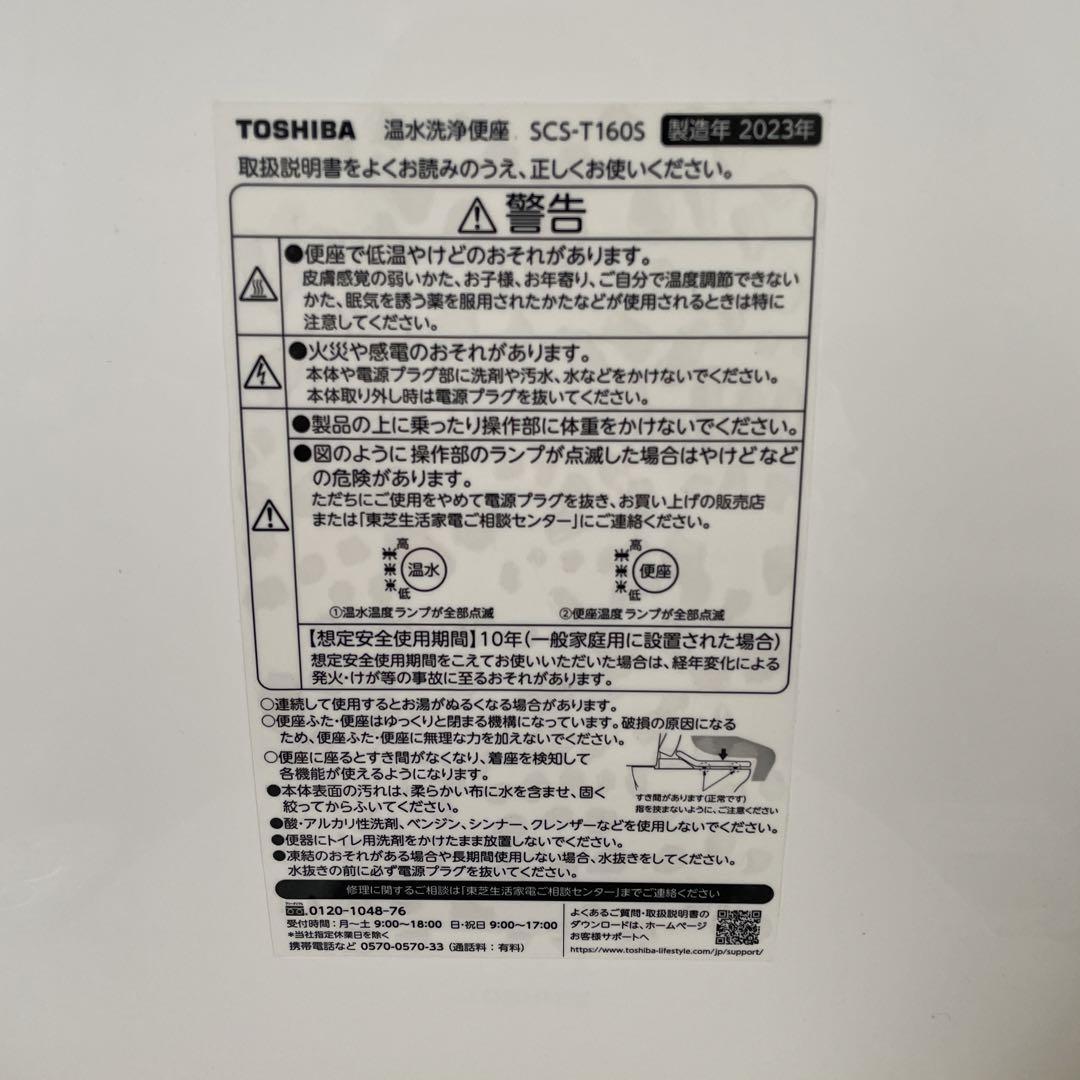 TOSHIBA 温水洗浄便座 SCS-T160S 製造年 2023年
取扱説明書をよくお読みのうえ、正しくお使いください。
警告
●便座で低温やけどのおそれがあります。
皮膚感覚の弱いかた、お子様、お年寄り、ご自分で温度調節できない
かた、眠気を誘う薬を服用されたかたなどが使用されるときは特に
注意してください。
●火災や感電のおそれがあります。
本体や電源プラグ部に洗剤や汚水、水などをかけないでください。
本体取り外し時は電源プラグを抜いてください。
●製品の上に乗ったり操作部に体重をかけないでください。
●図のように操作部のランプが点滅した場合はやけどなど
の危険があります。
ただちにご使用をやめて電源プラグを抜き、お買い上げの販売店
または「東芝生活家電ご相談センター」にご連絡ください。
高
温水
低
①温水温度ランプが全部点滅
高
便座
低
②便座温度ランプが全部点滅
【想定安全使用期間】10年(一般家庭用に設置された場合)
想定安全使用期間をこえてお使いいただいた場合は、経年変化による
発火・けが等の事故に至るおそれがあります。
○連続して使用するとお湯がぬるくなる場合があります。
○便座ふた・便座はゆっくりと閉まる機構になっています。破損の原因になる
ため、便座ふた・便座に無理な力を加えないでください。
○便座に座るとすき間がなくなり、着座を検知して
各機能が使えるようになります。
すき間があります(正常です)
指を挟まないように、ご注意ください
●本体表面の汚れは、柔らかい布に水を含ませ、固く
絞ってからふいてください。
●酸・アルカリ性洗剤、ベンジン、シンナー、クレンザーなどを使用しないでください。
●便器にトイレ用洗剤をかけたまま放置しないでください。
●凍結のおそれがある場合や長期間使用しない場合、水抜きをしてください。
水抜きの前に必ず電源プラグを抜いてください。
修理に関するご相談は「東芝生活家電ご相談センター」までご連絡ください
0120-1048-76
受付時間:月〜土 9:00〜18:00 日・祝日 9:00〜17:00
*当社指定休業日を除く
携帯電話など 0570-0570-33 (通話料:有料)
よくあるご質問・取扱説明書の
ダウンロードは、ホームページ
お客様サポートへ
https://www.toshiba-lifestyle.com/jp/support/